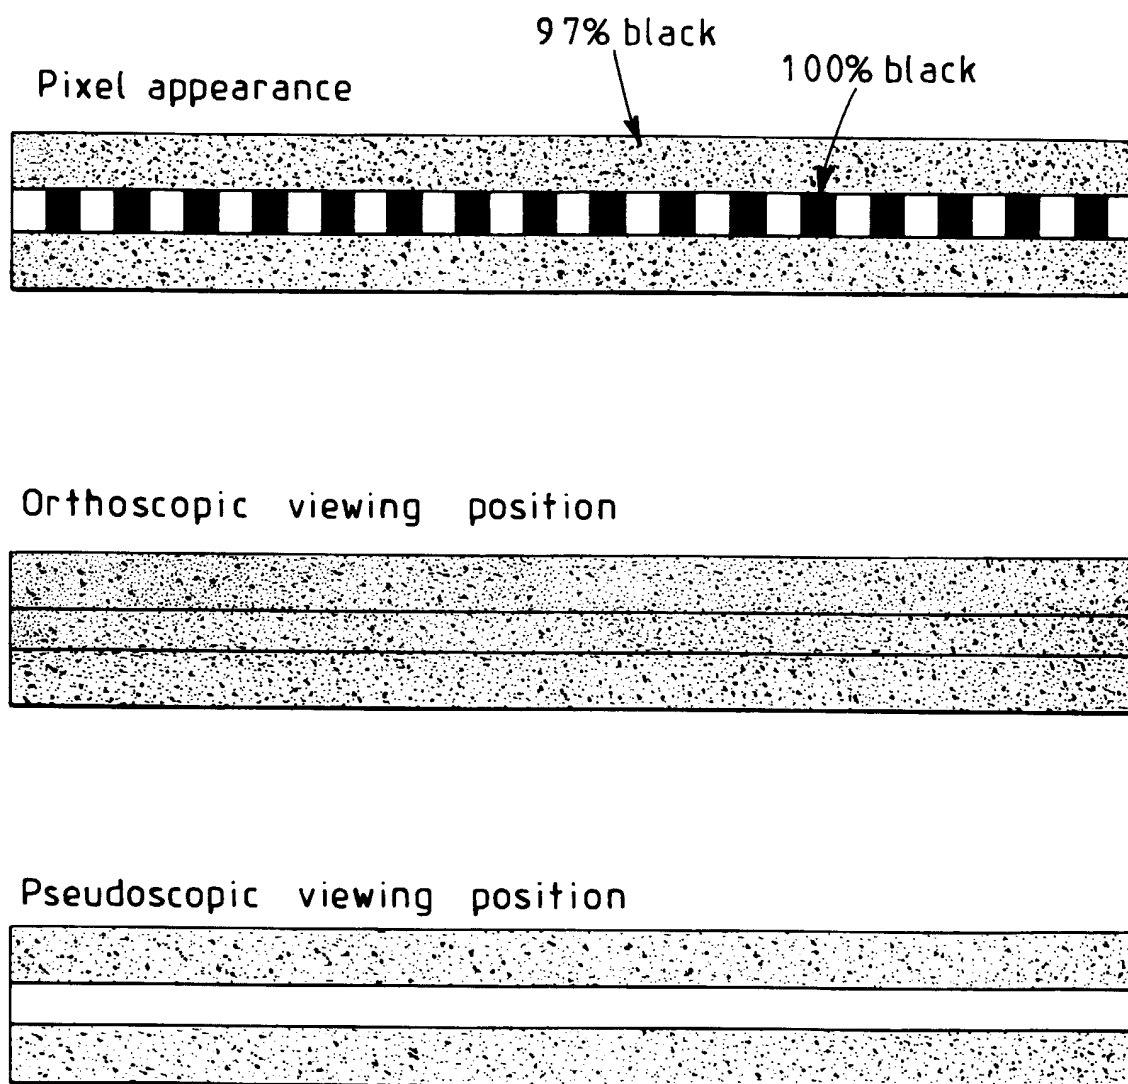 97% black
100% black
Pixel appearance
Orthoscopic viewing position
Pseudoscopic viewing position